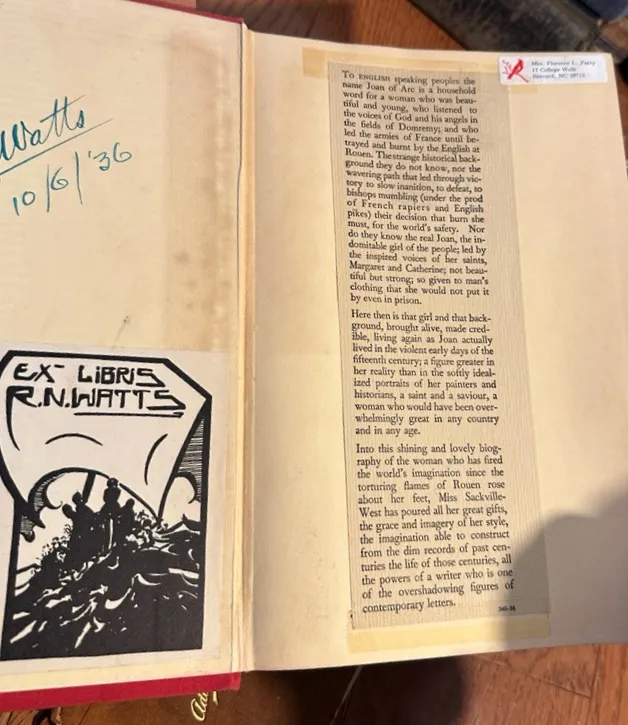 Watts
10/6/'36
EX-LIBRIS
R.N.WATTS
To ENGLISH speaking peoples the
name Joan of Arc is a household
word for a woman who was beau-
tiful and young, who listened to
the voices of God and his angels in
the fields of Domremy; and who
led the armies of France until be-
trayed and burnt by the English at
Rouen. The strange historical back-
ground they do not know, nor the
wavering path that led through vic-
tory to slow inanition, to defeat, to
bishops mumbling (under the prod
of French rapiers and English
pikes) their decision that burn she
must, for the world's safety. Nor
do they know the real Joan, the in-
domitable girl of the people; led by
the inspired voices of her saints,
Margaret and Catherine; not beau-
tiful but strong; so given to man's
clothing that she would not put it
by even in prison.
Here then is that girl and that back-
ground, brought alive, made cred-
ible, living again as Joan actually
lived in the violent early days of the
fifteenth century; a figure greater in
her reality than in the softly ideal-
ized portraits of her painters and
historians, a saint and a saviour, a
woman who would have been over-
whelmingly great in any country
and in any age.
Into this shining and lovely biog-
raphy of the woman who has fired
the world's imagination since the
torturing flames of Rouen rose
about her feet, Miss Sackville-
West has poured all her great gifts,
the grace and imagery of her style,
the imagination able to construct
from the dim records of past cen-
turies the life of those centuries, all
the powers of a writer who is one
of the overshadowing figures of
contemporary letters.
Mrs. Florence L. Patty
College Walk
Brevard, NC